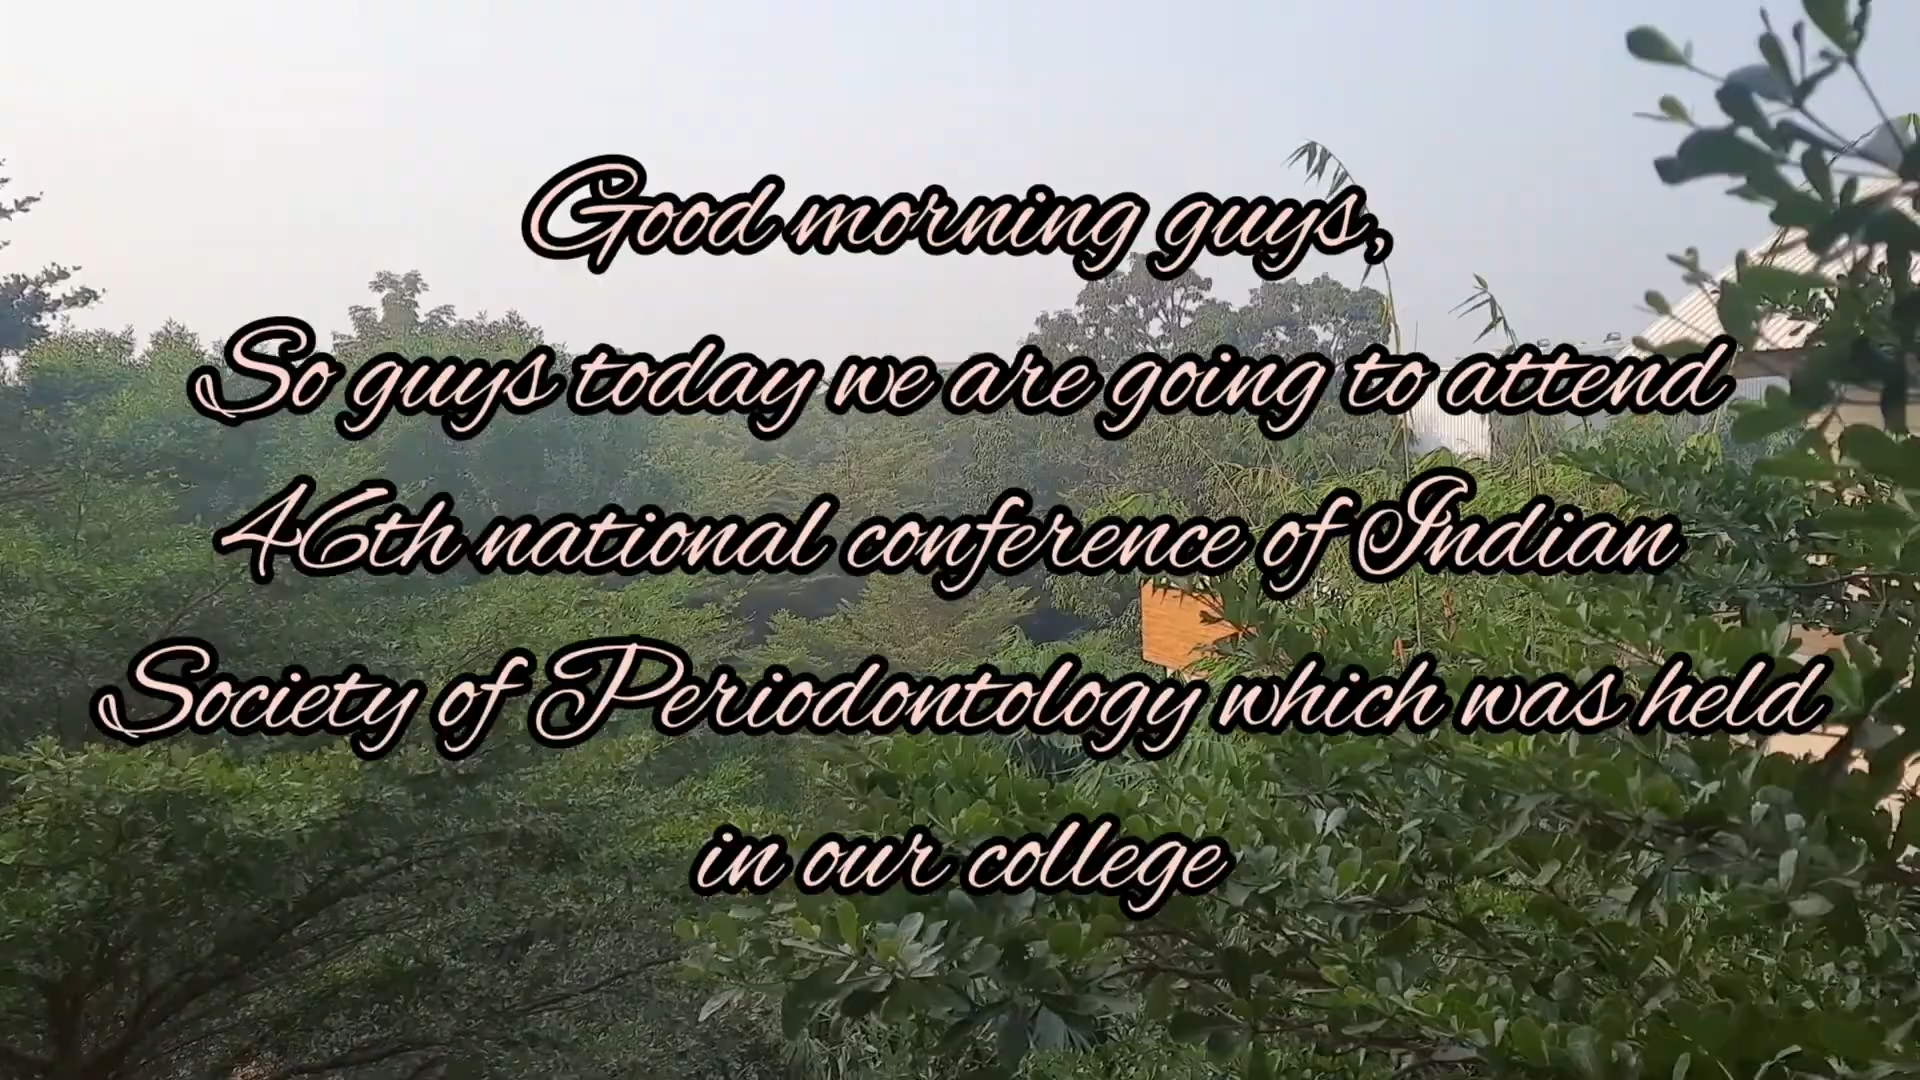 Good morning guys,
So guys today we are going to attend
46th national conference of Indian
Society of Periodontology which was held
in our college